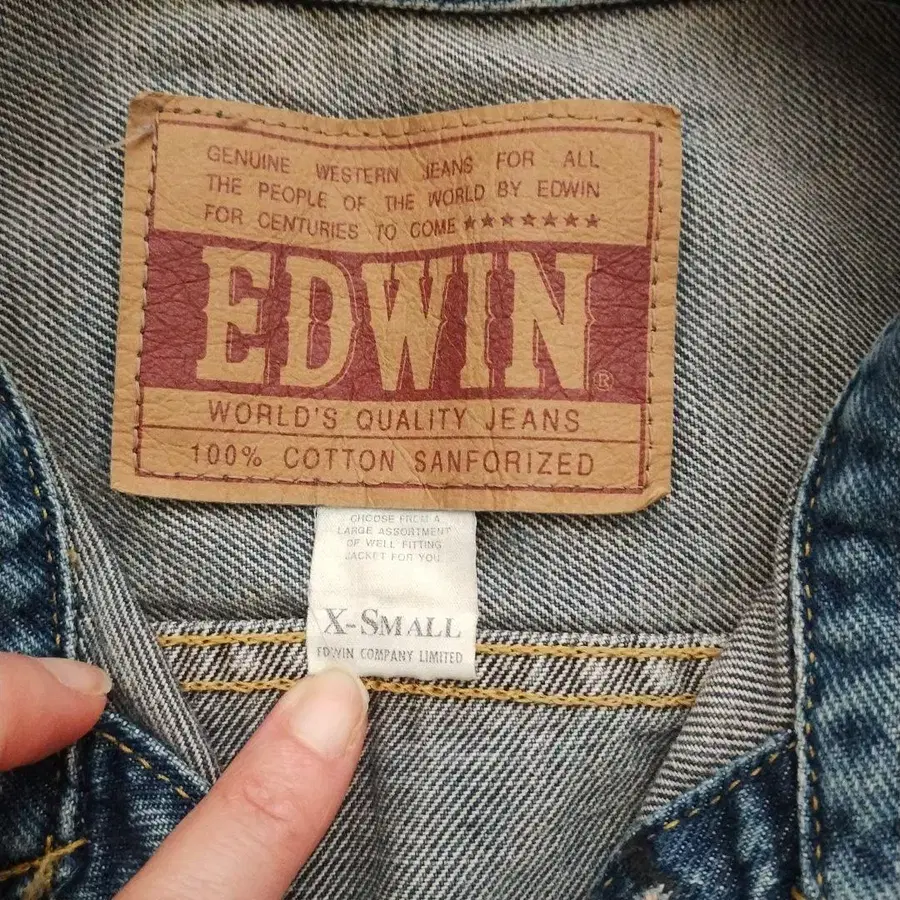 GENUINE WESTERN JEANS FOR ALL
THE PEOPLE OF THE WORLD BY EDWIN
FOR CENTURIES TO COME ★★★★★★★
EDWIN®
WORLD'S QUALITY JEANS
100% COTTON SANFORIZED
CHOOSE FROM A
LARGE ASSORTMENT
OF WELL FITTING
JACKET FOR YOU.
X-SMALL
EDWIN COMPANY LIMITED